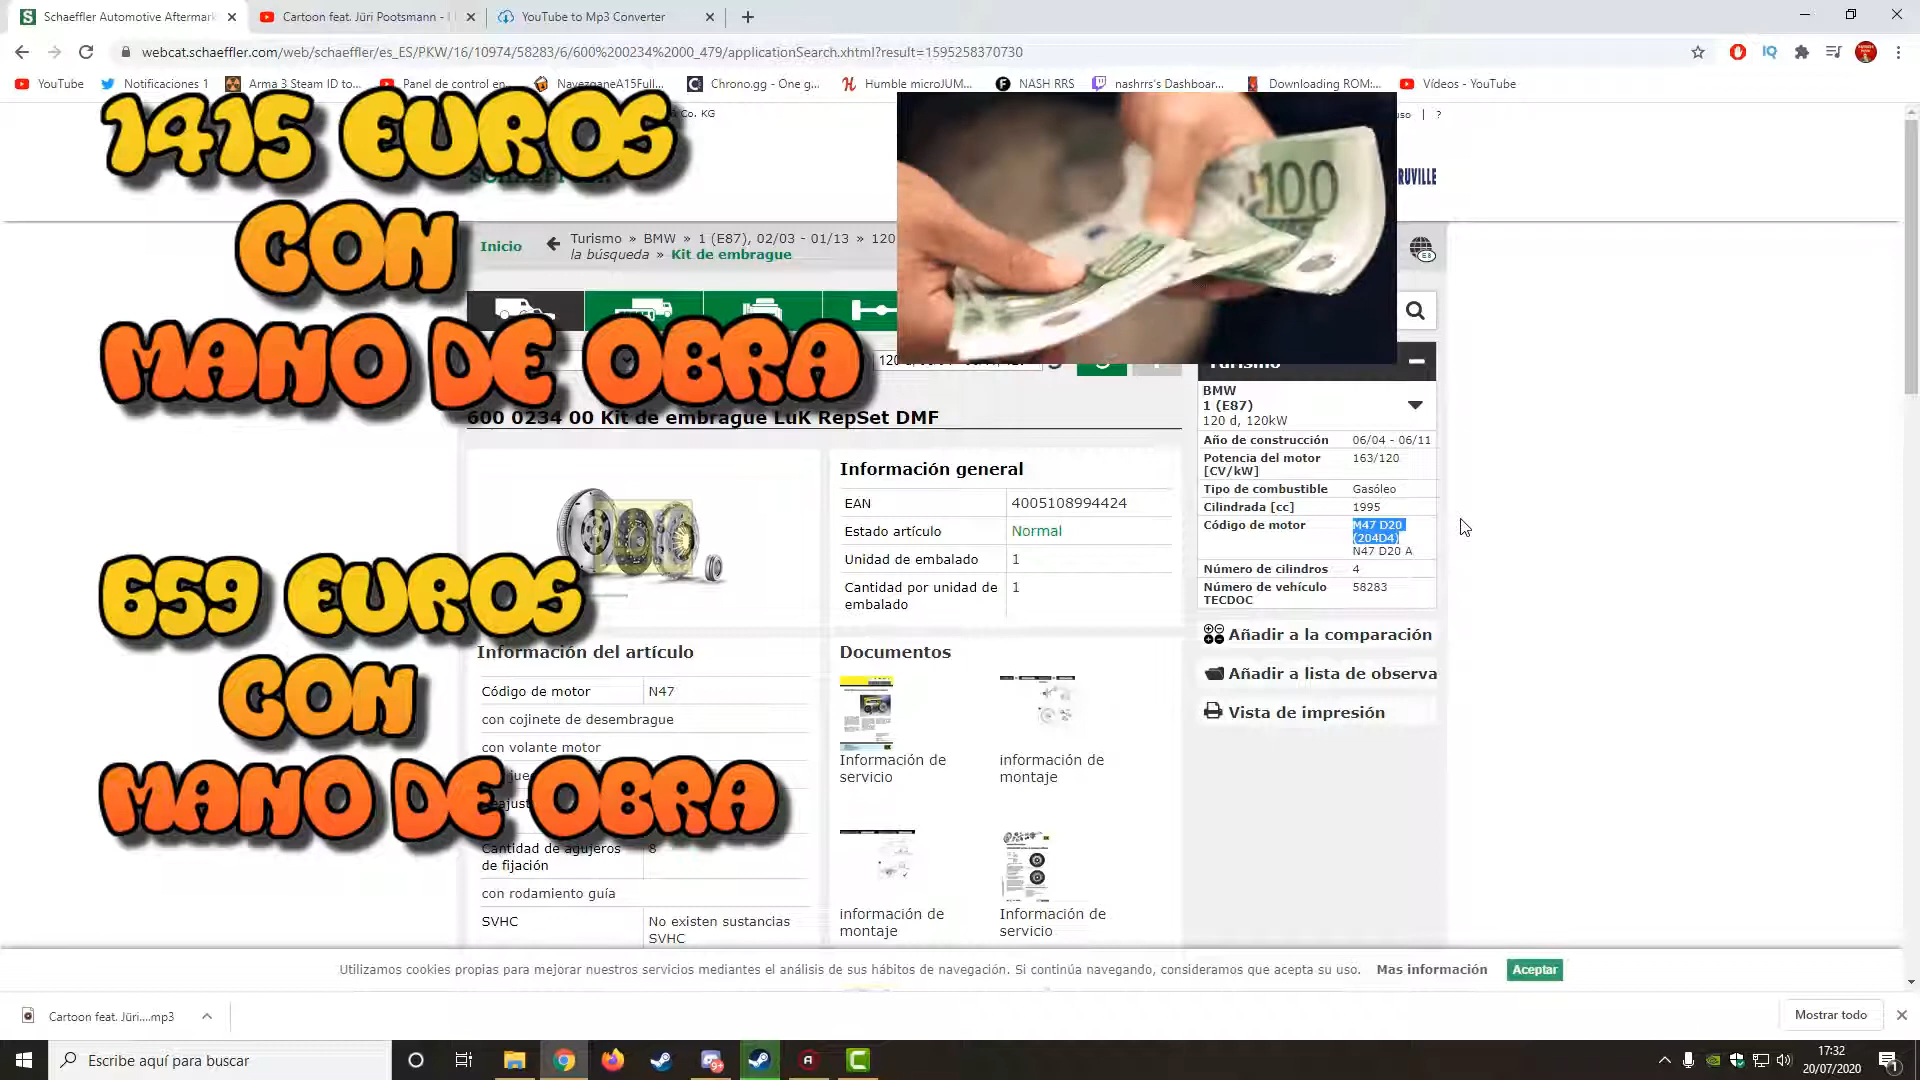 Schaeffler Automotive Aftermark
Cartoon feat. Jüri Pootsmann -
YouTube to Mp3 Converter
webcat.schaeffler.com/web/schaeffler/es_ES/PKW/16/10974/58283/6/600%200234%2000_479/applicationSearch.xhtml?result=1595258370730
YouTube
Notificaciones 1
Arma 3 Steam ID to...
Panel de control en...
NavezganeA15Full...
Chrono.gg - One g...
Humble microJUM...
NASH RRS
nashrrs's Dashboar...
Downloading ROM:...
Vídeos - YouTube
1415 EUROS
CON
MANO DE OBRA
Co. KG
uso | ?
RUVILLE
100
Inicio
Turismo » BMW » 1 (E87), 02/03 - 01/13 » 120
la búsqueda » Kit de embrague
600 0234 00 Kit de embrague LuK RepSet DMF
Turismo
BMW
1 (E87)
120 d, 120kW
Año de construcción 06/04 - 06/11
Potencia del motor 163/120
[CV/kW]
Tipo de combustible Gasóleo
Cilindrada [cc] 1995
Código de motor M47 D20
(204D4)
N47 D20 A
Número de cilindros 4
Número de vehículo 58283
TECDOC
Añadir a la comparación
Añadir a lista de observa
Vista de impresión
Información general
EAN 4005108994424
Estado artículo Normal
Unidad de embalado 1
Cantidad por unidad de 1
embalado
659 EUROS
CON
MANO DE OBRA
Información del artículo
Código de motor N47
con cojinete de desembrague
con volante motor
Cantidad de agujeros 8
de fijación
con rodamiento guía
SVHC No existen sustancias
SVHC
Documentos
Información de
servicio
información de
montaje
información de
montaje
Información de
servicio
Utilizamos cookies propias para mejorar nuestros servicios mediantes el análisis de sus hábitos de navegación. Si continúa navegando, consideramos que acepta su uso. Mas información Aceptar
Cartoon feat. Jüri....mp3
Mostrar todo
Escribe aquí para buscar
17:32
20/07/2020